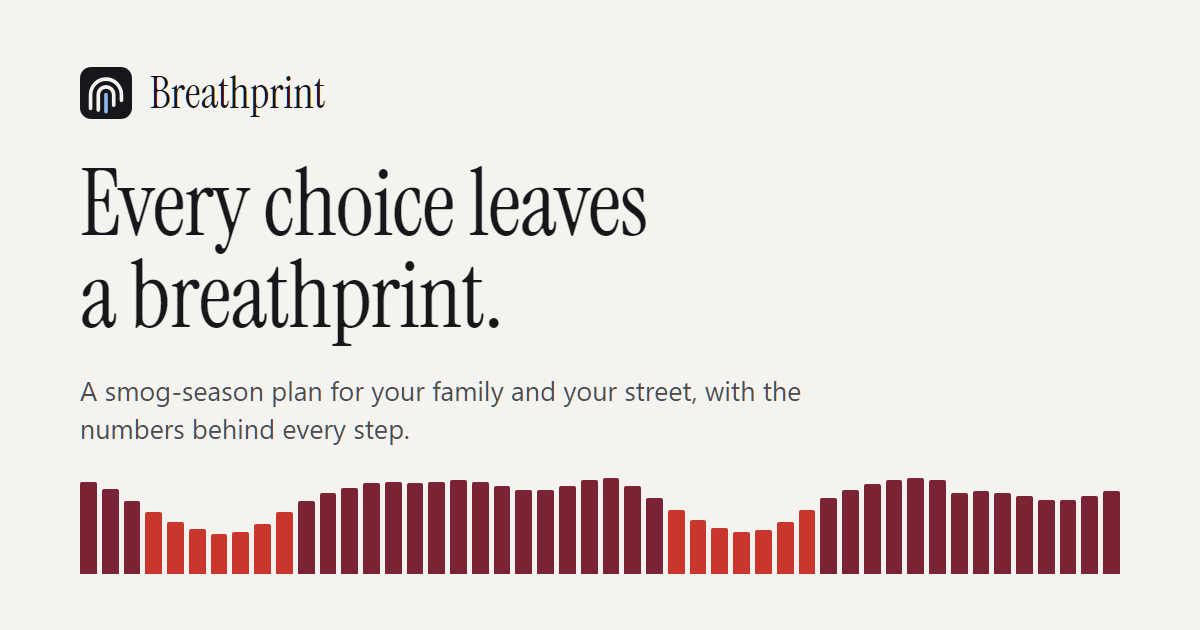 Breathprint
Every choice leaves
a breathprint.
A smog-season plan for your family and your street, with the
numbers behind every step.